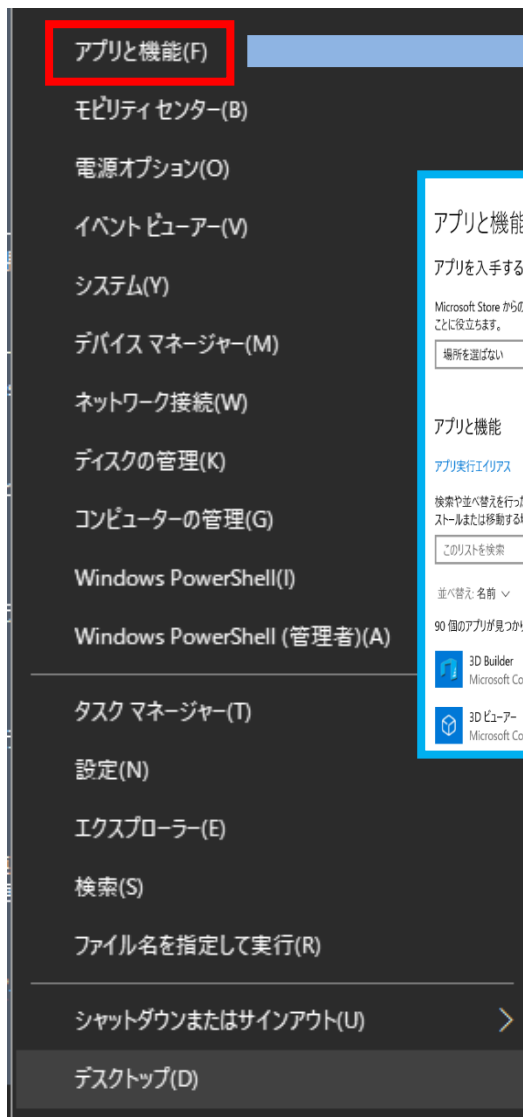 アプリと機能(F)
モビリティ センター(B)
電源オプション(O)
イベント ビューアー(V)
システム(Y)
デバイス マネージャー(M)
ネットワーク接続(W)
ディスクの管理(K)
コンピューターの管理(G)
Windows PowerShell(I)
Windows PowerShell (管理者)(A)
タスク マネージャー(T)
設定(N)
エクスプローラー(E)
検索(S)
ファイル名を指定して実行(R)
シャットダウンまたはサインアウト(U)
デスクトップ(D)
アプリと機能
アプリを入手する
Microsoft Store からの
ことに役立ちます。
場所を選ばない
アプリと機能
アプリ実行エイリアス
検索や並べ替えを行った
ストールまたは移動する
このリストを検索
並べ替え: 名前
90 個のアプリが見つか
3D Builder
Microsoft Co
3D ビューアー
Microsoft Co